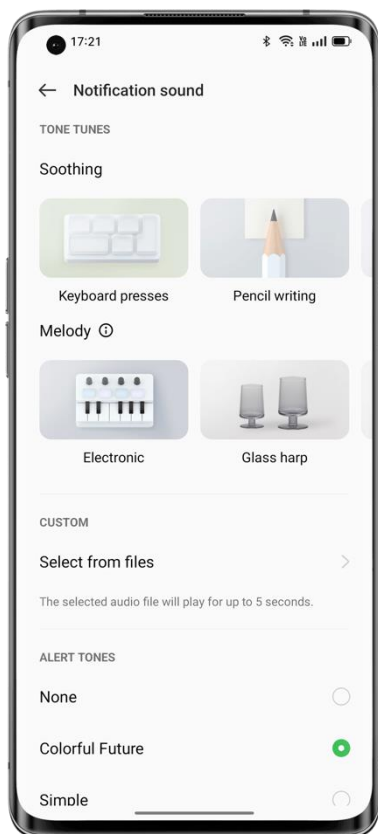 17:21
Notification sound
TONE TUNES
Soothing
Keyboard presses
Pencil writing
Melody
Electronic
Glass harp
CUSTOM
Select from files
The selected audio file will play for up to 5 seconds.
ALERT TONES
None
Colorful Future
Simple